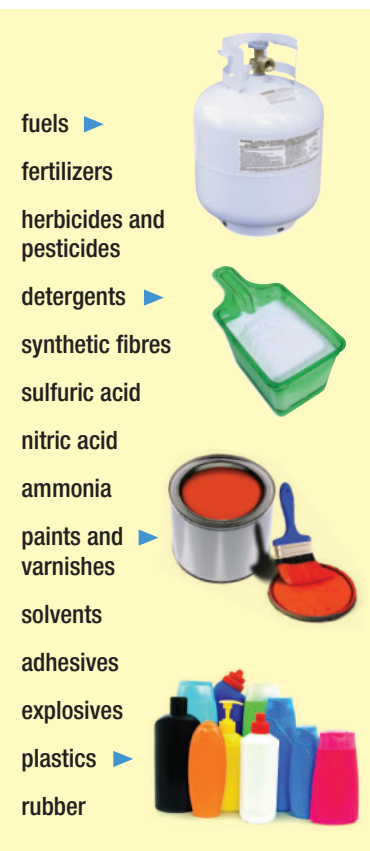 fuels
fertilizers
herbicides and
pesticides
detergents
synthetic fibres
sulfuric acid
nitric acid
ammonia
paints and
varnishes
solvents
adhesives
explosives
plastics
rubber